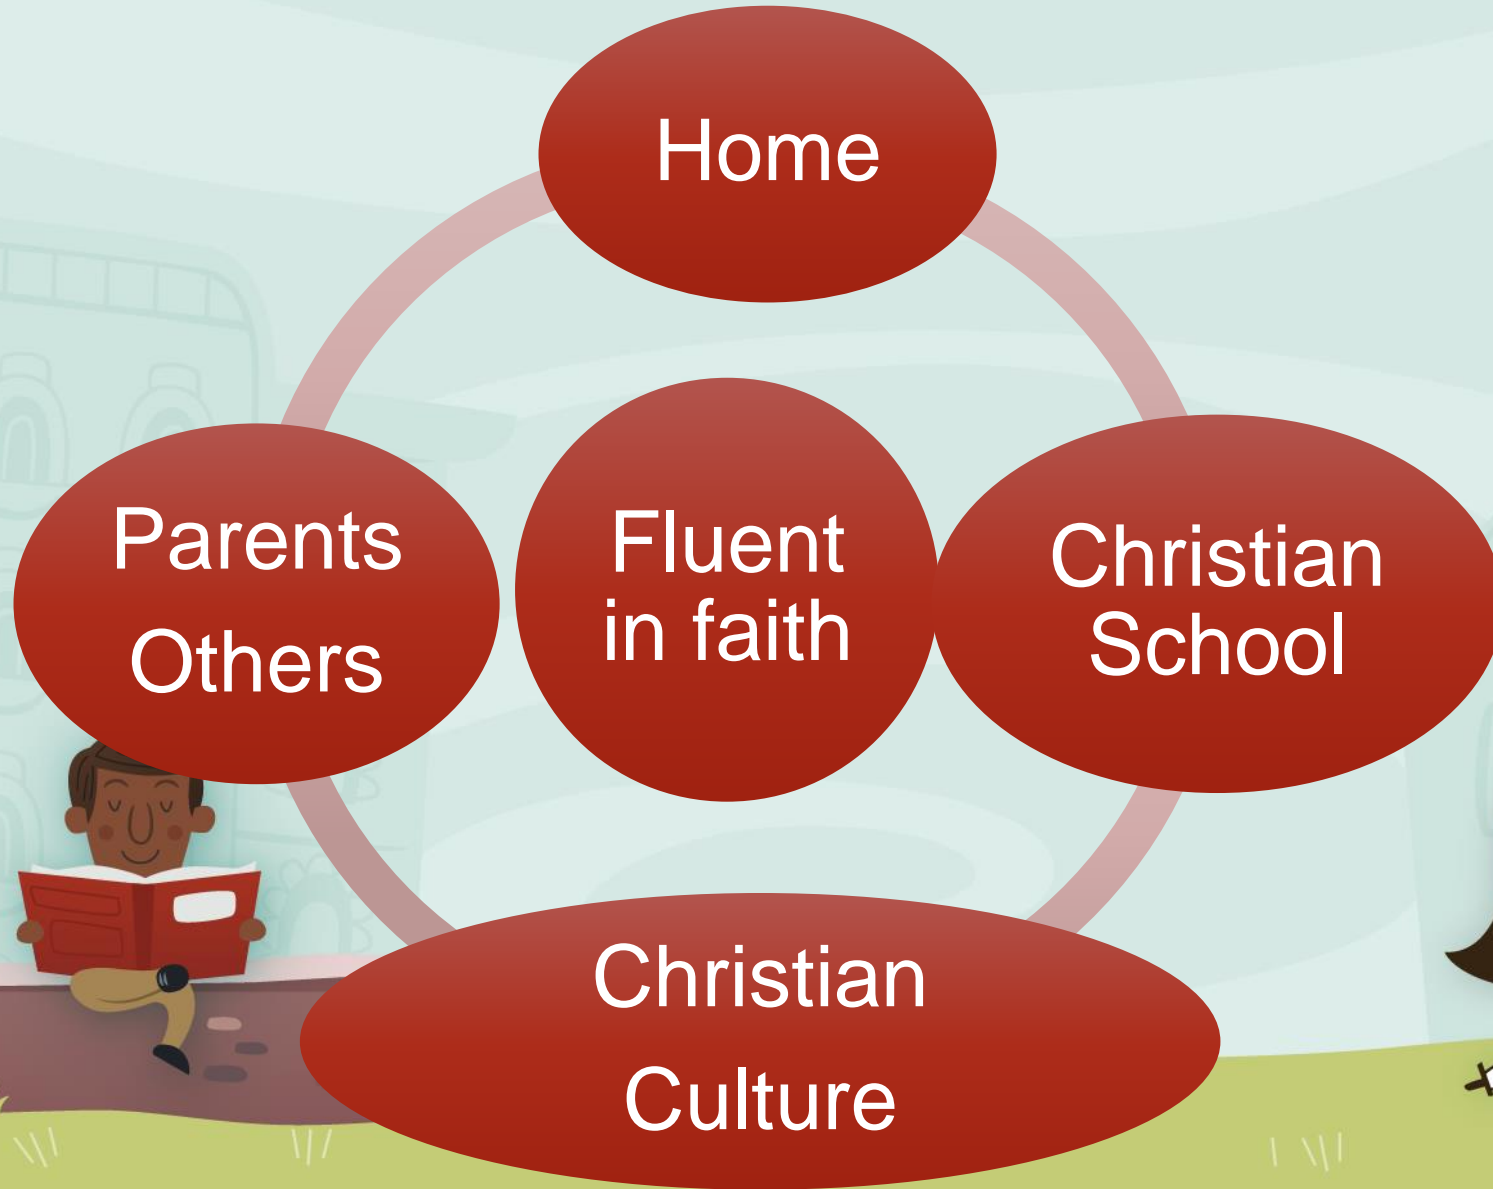 Home
Parents
Others
Fluent
in faith
Christian
School
Christian
Culture